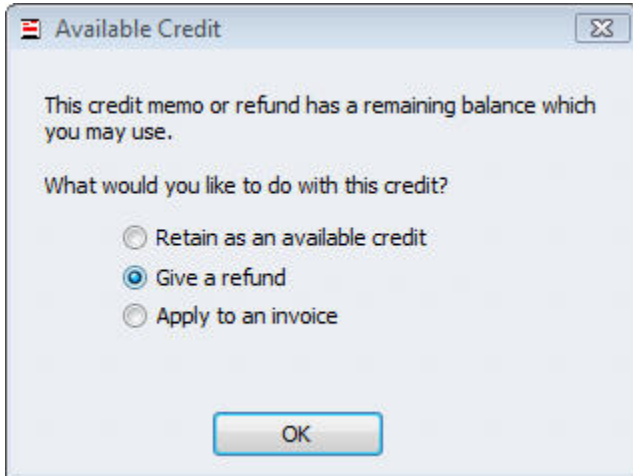 Available Credit
This credit memo or refund has a remaining balance which
you may use.
What would you like to do with this credit?
Retain as an available credit
Give a refund
Apply to an invoice
OK